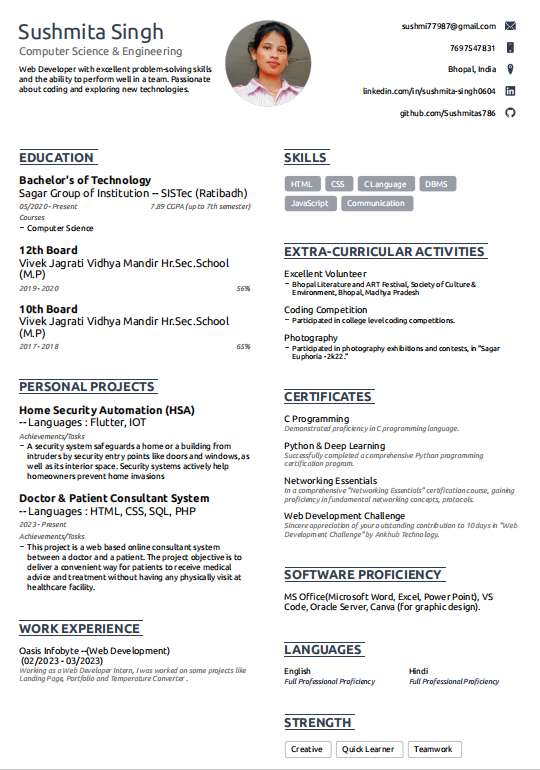 Sushmita Singh
Computer Science & Engineering
Web Developer with excellent problem-solving skills
and the ability to perform well in a team. Passionate
about coding and exploring new technologies.
sushmi77987@gmail.com
7697547831
Bhopal, India
linkedin.com/in/sushmita-singh0604
github.com/Sushmitas786
EDUCATION
Bachelor's of Technology
Sagar Group of Institution -- SISTec (Ratibadh)
05/2020 - Present 7.89 CGPA (up to 7th semester)
Courses
– Computer Science
12th Board
Vivek Jagrati Vidhya Mandir Hr.Sec.School
(M.P)
2019 - 2020 56%
10th Board
Vivek Jagrati Vidhya Mandir Hr.Sec.School
(M.P)
2017 - 2018 65%
PERSONAL PROJECTS
Home Security Automation (HSA)
-- Languages : Flutter, IOT
Achievements/Tasks
– A security system safeguards a home or a building from
intruders by security entry points like doors and windows, as
well as its interior space. Security systems actively help
homeowners prevent home invasions
Doctor & Patient Consultant System
-- Languages : HTML, CSS, SQL, PHP
2023 - Present
Achievements/Tasks
– This project is a web based online consultant system
between a doctor and a patient. The project objective is to
deliver a convenient way for patients to receive medical
advice and treatment without having any physically visit at
healthcare facility.
WORK EXPERIENCE
Oasis Infobyte --(Web Development)
(02/2023 - 03/2023)
Working as a Web Developer Intern, I was worked on some projects like
Landing Page, Portfolio and Temperature Converter .
SKILLS
HTML CSS C Language DBMS
JavaScript Communication
EXTRA-CURRICULAR ACTIVITIES
Excellent Volunteer
– Bhopal Literature and ART Festival, Society of Culture &
Environment, Bhopal, Madhya Pradesh
Coding Competition
– Participated in college level coding competitions.
Photography
– Participated in photography exhibitions and contests, in "Sagar
Euphoria -2k22."
CERTIFICATES
C Programming
Demonstrated proficiency in C programming language.
Python & Deep Learning
Successfully completed a comprehensive Python programming
certification program.
Networking Essentials
In a comprehensive "Networking Essentials" certification course, gaining
proficiency in fundamental networking concepts, protocols.
Web Development Challenge
Sincere appreciation of your outstanding contribution to 10 days in "Web
Development Challenge" by Ankhub Technology.
SOFTWARE PROFICIENCY
MS Office(Microsoft Word, Excel, Power Point), VS
Code, Oracle Server, Canva (for graphic design).
LANGUAGES
English Hindi
Full Professional Proficiency Full Professional Proficiency
STRENGTH
Creative Quick Learner Teamwork